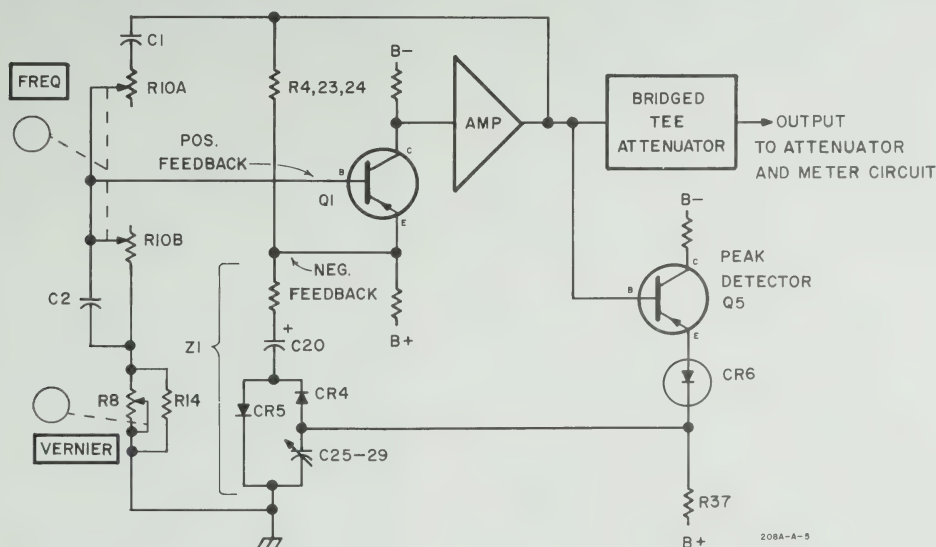 C1
FREQ
R10A
R4,23,24
B-
AMP
BRIDGED
TEE
ATTENUATOR
OUTPUT
TO ATTENUATOR
AND METER CIRCUIT
POS.
FEEDBACK
B
C
Q1
E
B-
R10B
NEG.
FEEDBACK
C
PEAK
DETECTOR
Q5
B
E
C2
B+
Z1
+
C20
CR6
R8
R14
CR5
CR4
VERNIER
C25-29
R37
B+
208A-A-5